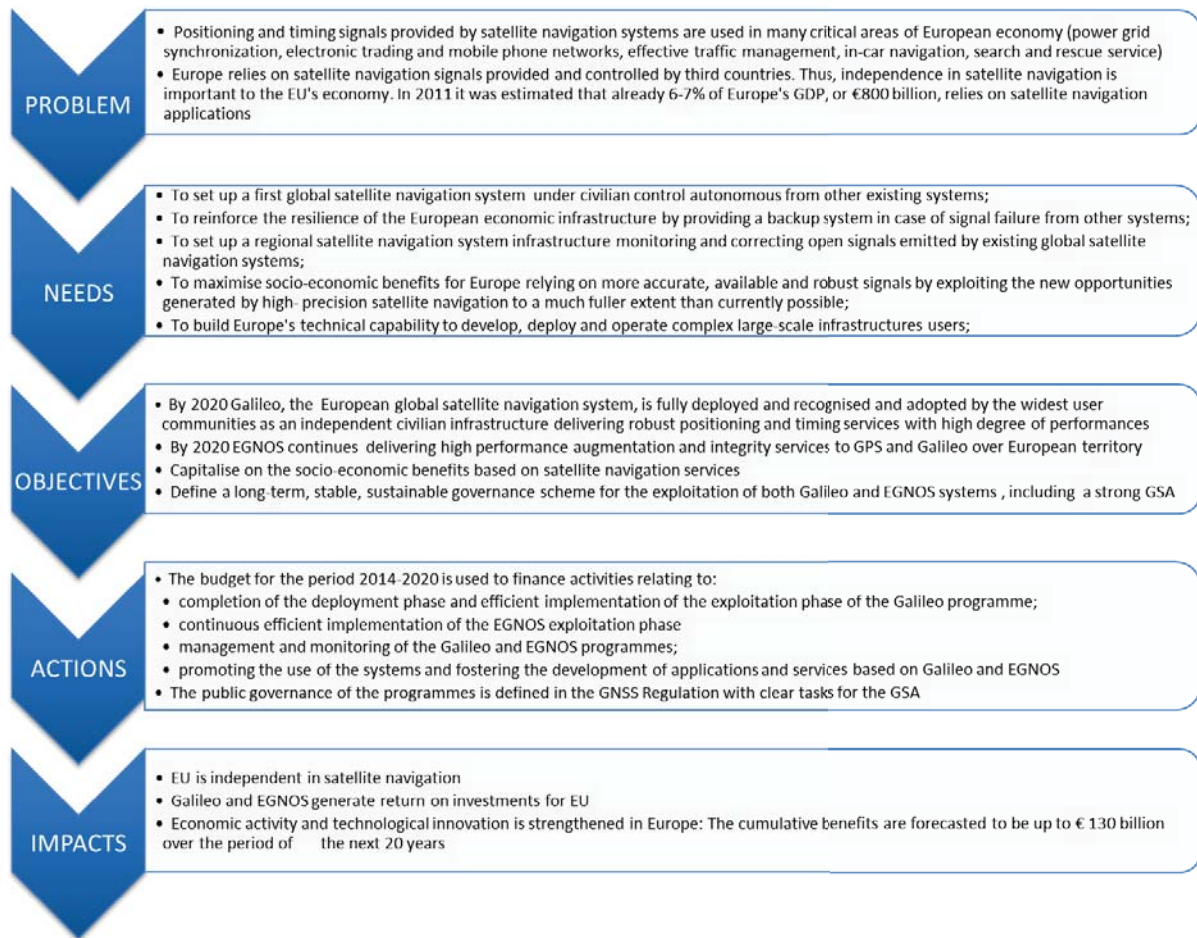 PROBLEM
• Positioning and timing signals provided by satellite navigation systems are used in many critical areas of European economy (power grid
synchronization, electronic trading and mobile phone networks, effective traffic management, in-car navigation, search and rescue service)
• Europe relies on satellite navigation signals provided and controlled by third countries. Thus, independence in satellite navigation is
important to the EU's economy. In 2011 it was estimated that already 6-7% of Europe's GDP, or €800 billion, relies on satellite navigation
applications
NEEDS
• To set up a first global satellite navigation system under civilian control autonomous from other existing systems;
• To reinforce the resilience of the European economic infrastructure by providing a backup system in case of signal failure from other systems;
• To set up a regional satellite navigation system infrastructure monitoring and correcting open signals emitted by existing global satellite
navigation systems;
• To maximise socio-economic benefits for Europe relying on more accurate, available and robust signals by exploiting the new opportunities
generated by high- precision satellite navigation to a much fuller extent than currently possible;
• To build Europe's technical capability to develop, deploy and operate complex large-scale infrastructures users;
OBJECTIVES
• By 2020 Galileo, the European global satellite navigation system, is fully deployed and recognised and adopted by the widest user
communities as an independent civilian infrastructure delivering robust positioning and timing services with high degree of performances
• By 2020 EGNOS continues delivering high performance augmentation and integrity services to GPS and Galileo over European territory
• Capitalise on the socio-economic benefits based on satellite navigation services
• Define a long-term, stable, sustainable governance scheme for the exploitation of both Galileo and EGNOS systems , including a strong GSA
ACTIONS
• The budget for the period 2014-2020 is used to finance activities relating to:
• completion of the deployment phase and efficient implementation of the exploitation phase of the Galileo programme;
• continuous efficient implementation of the EGNOS exploitation phase
• management and monitoring of the Galileo and EGNOS programmes;
• promoting the use of the systems and fostering the development of applications and services based on Galileo and EGNOS
• The public governance of the programmes is defined in the GNSS Regulation with clear tasks for the GSA
IMPACTS
• EU is independent in satellite navigation
• Galileo and EGNOS generate return on investments for EU
• Economic activity and technological innovation is strengthened in Europe: The cumulative benefits are forecasted to be up to € 130 billion
over the period of the next 20 years